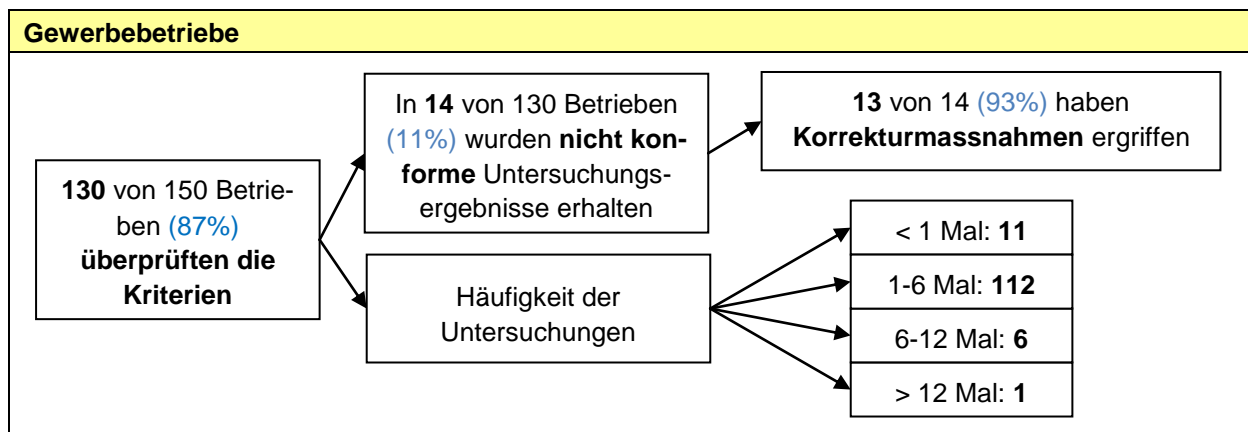 Gewerbebetriebe
130 von 150 Betrie-
ben (87%)
überprüften die
Kriterien
In 14 von 130 Betrieben
(11%) wurden nicht kon-
forme Untersuchungs-
ergebnisse erhalten
13 von 14 (93%) haben
Korrekturmassnahmen ergriffen
Häufigkeit der
Untersuchungen
< 1 Mal: 11
1-6 Mal: 112
6-12 Mal: 6
> 12 Mal: 1